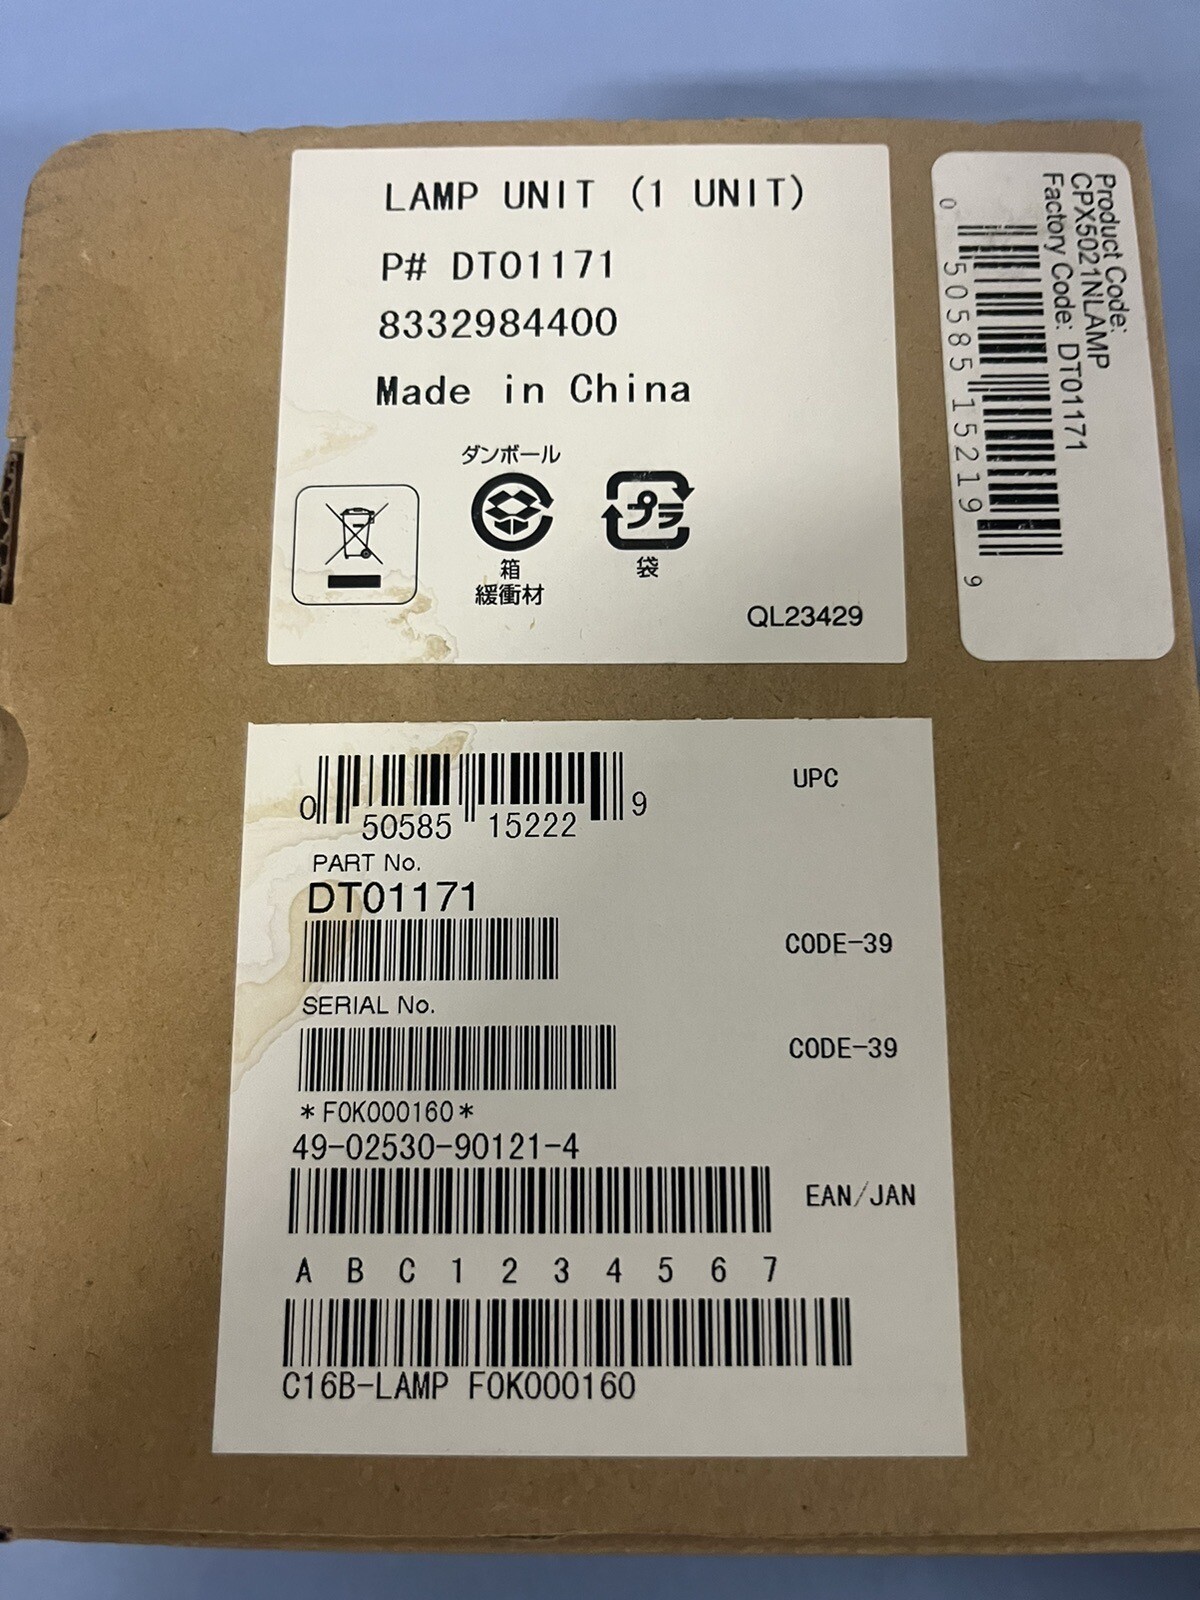 LAMP UNIT (1 UNIT)
P# DT01171
8332984400
Made in China
ダンボール
箱
緩衝材
プラ
袋
QL23429
Product Code:
CPX5021NLAMP
Factory Code: DT01171
0 50585 15219 9
0 50585 15222 9
UPC
PART No.
DT01171
CODE-39
SERIAL No.
CODE-39
*F0K000160*
49-02530-90121-4
EAN/JAN
A B C 1 2 3 4 5 6 7
C16B-LAMP F0K000160